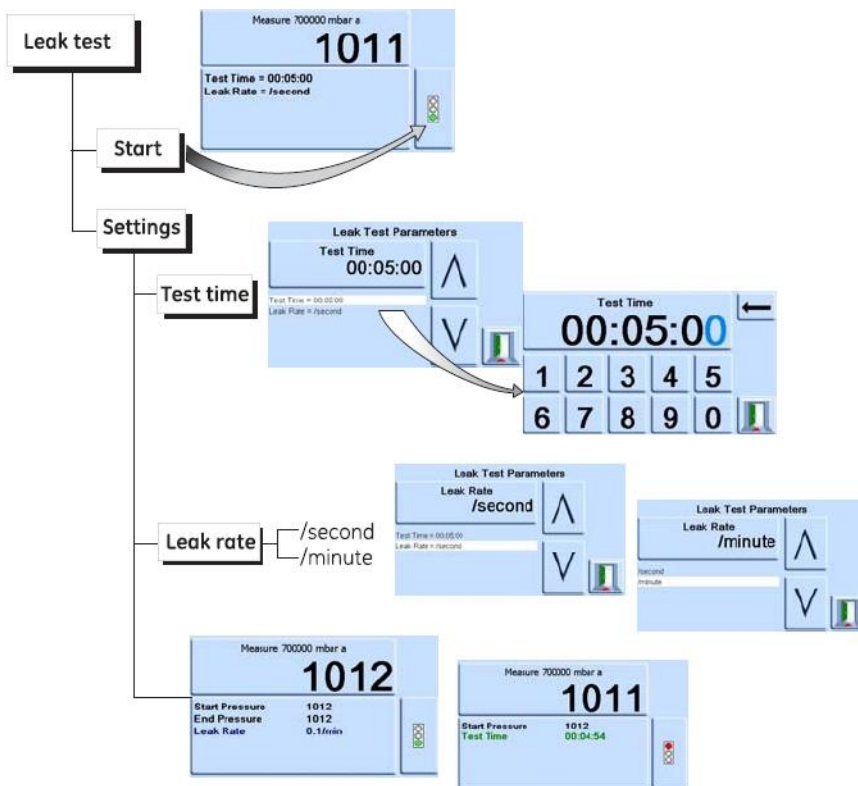 Leak test
Measure 700000 mbar a
1011
Test Time = 00:05:00
Leak Rate = /second
Start
Settings
Leak Test Parameters
Test Time
00:05:00
Test Time = 00:05:00
Leak Rate = /second
Test time
Test Time
00:05:00
1 2 3 4 5
6 7 8 9 0
Leak Test Parameters
Leak Rate
/second
Test Time = 00:05:00
Leak Rate = /second
Leak rate
/second
/minute
Leak Test Parameters
Leak Rate
/minute
/second
/minute
Measure 700000 mbar a
1012
Start Pressure 1012
End Pressure 1012
Leak Rate 0.1/min
Measure 700000 mbar a
1011
Start Pressure 1012
Test Time 00:04:54